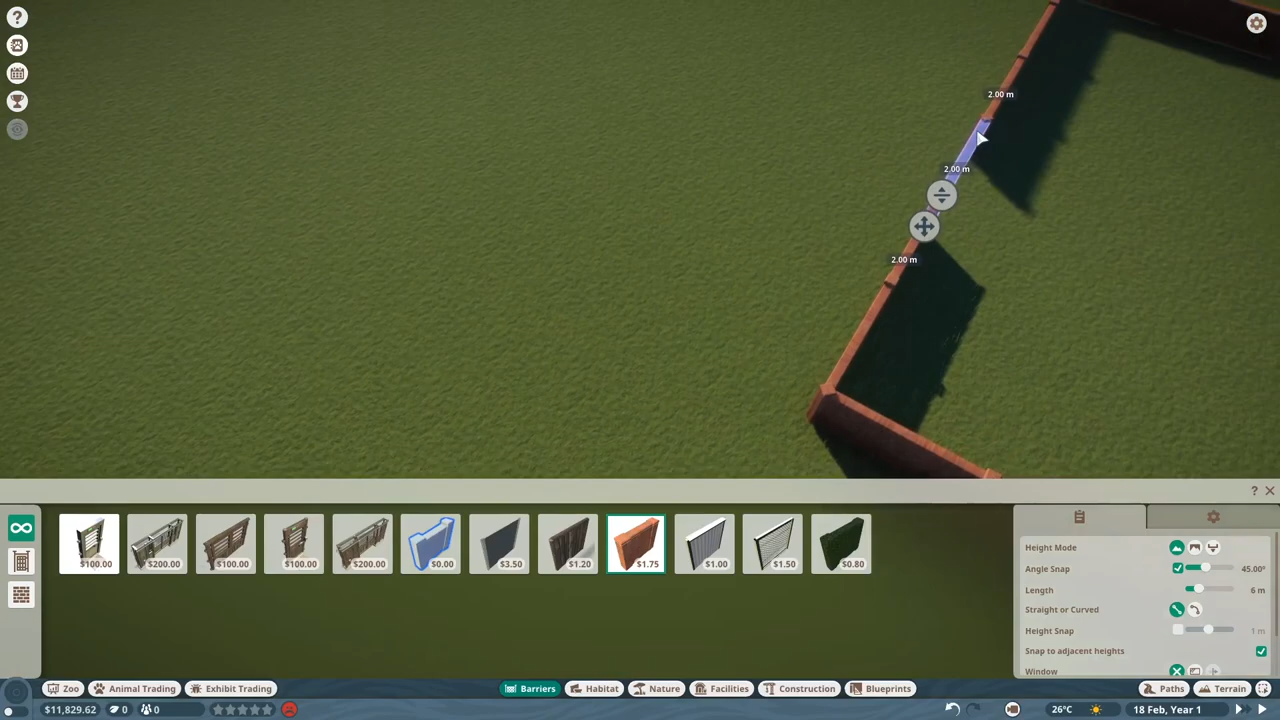 ?
2.00 m
2.00 m
2.00 m
?
$100.00
$200.00
$100.00
$100.00
$200.00
$0.00
$3.50
$1.20
$1.75
$1.00
$1.50
$0.80
Height Mode
Angle Snap 45.00°
Length 6 m
Straight or Curved
Height Snap 1 m
Snap to adjacent heights
Window
Zoo Animal Trading Exhibit Trading Barriers Habitat Nature Facilities Construction Blueprints Paths Terrain
$11,829.62 0 0 26°C 18 Feb, Year 1